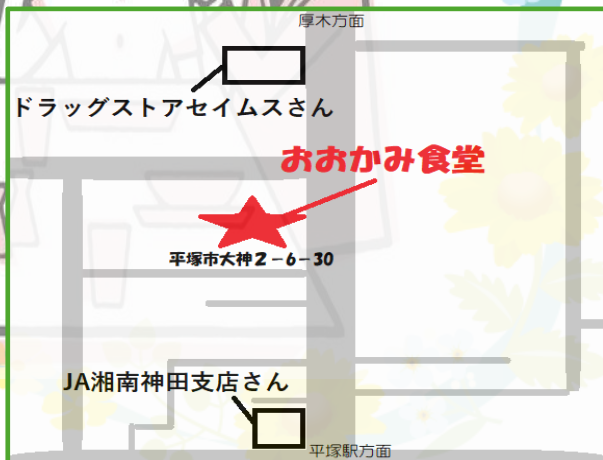 厚木方面
ドラッグストアセイムスさん
おおかみ食堂
平塚市大神2-6-30
JA湘南神田支店さん
平塚駅方面